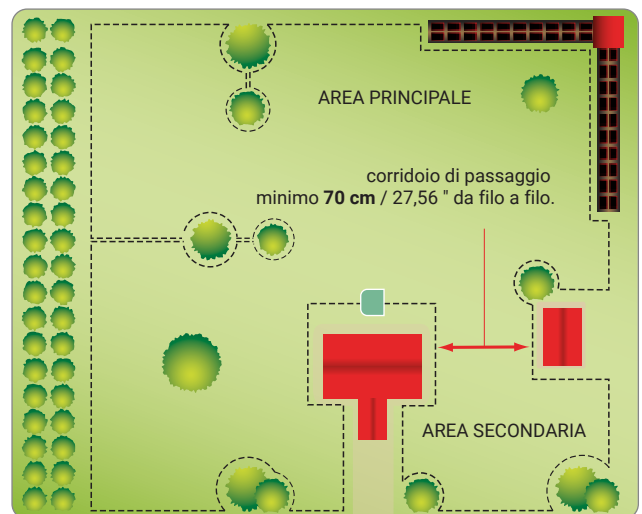 AREA PRINCIPALE
corridoio di passaggio
minimo 70 cm / 27,56 " da filo a filo.
AREA SECONDARIA